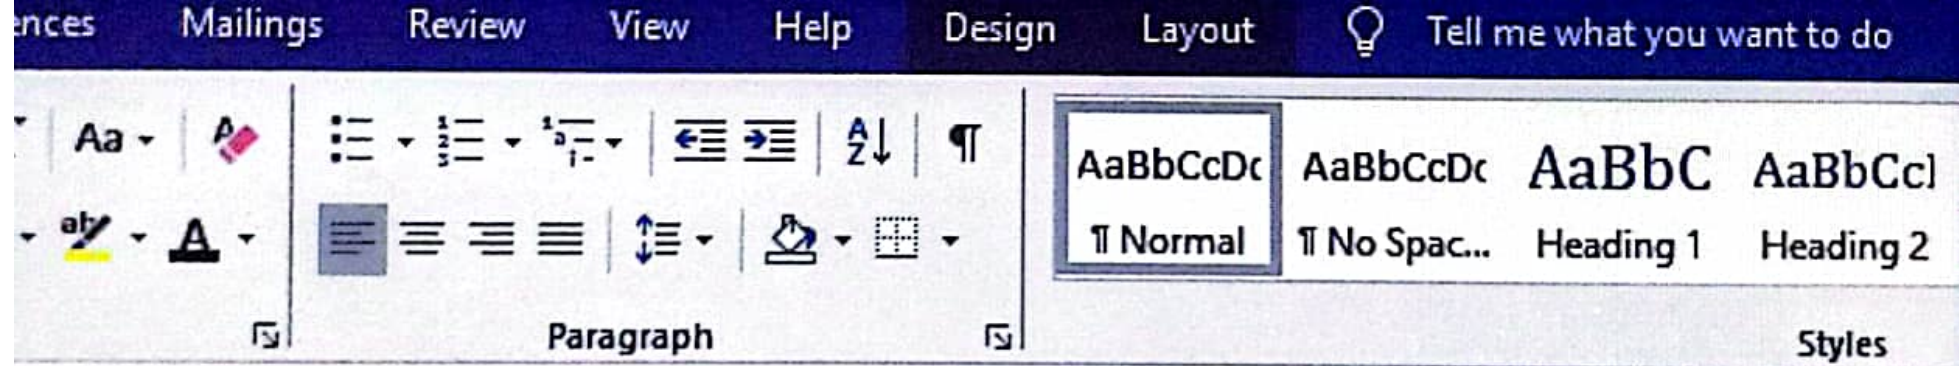 ences Mailings Review View Help Design Layout Tell me what you want to do
Aa A A Z ↓ ¶
ab A
AaBbCcDc AaBbCcDc AaBbC AaBbCcl
¶ Normal ¶ No Spac... Heading 1 Heading 2
Paragraph Styles